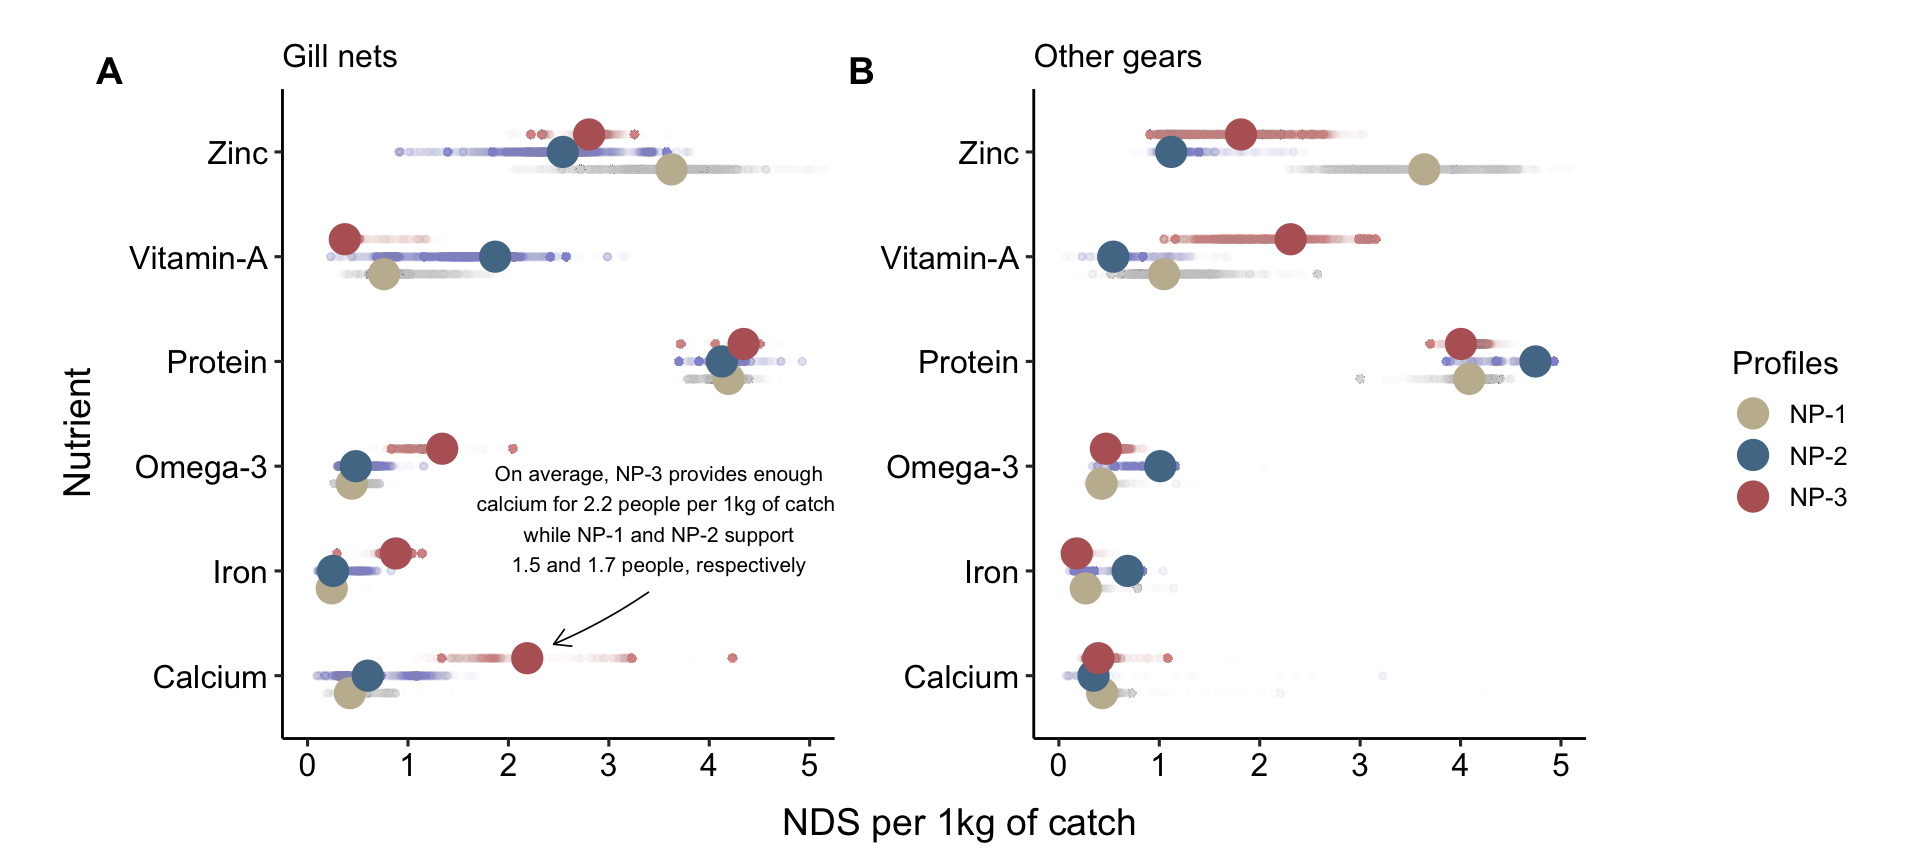 A
Gill nets
B
Other gears
Nutrient
Zinc
Vitamin-A
Protein
Omega-3
Iron
Calcium
On average, NP-3 provides enough
calcium for 2.2 people per 1kg of catch
while NP-1 and NP-2 support
1.5 and 1.7 people, respectively
0 1 2 3 4 5
Zinc
Vitamin-A
Protein
Omega-3
Iron
Calcium
0 1 2 3 4 5
NDS per 1kg of catch
Profiles
NP-1
NP-2
NP-3